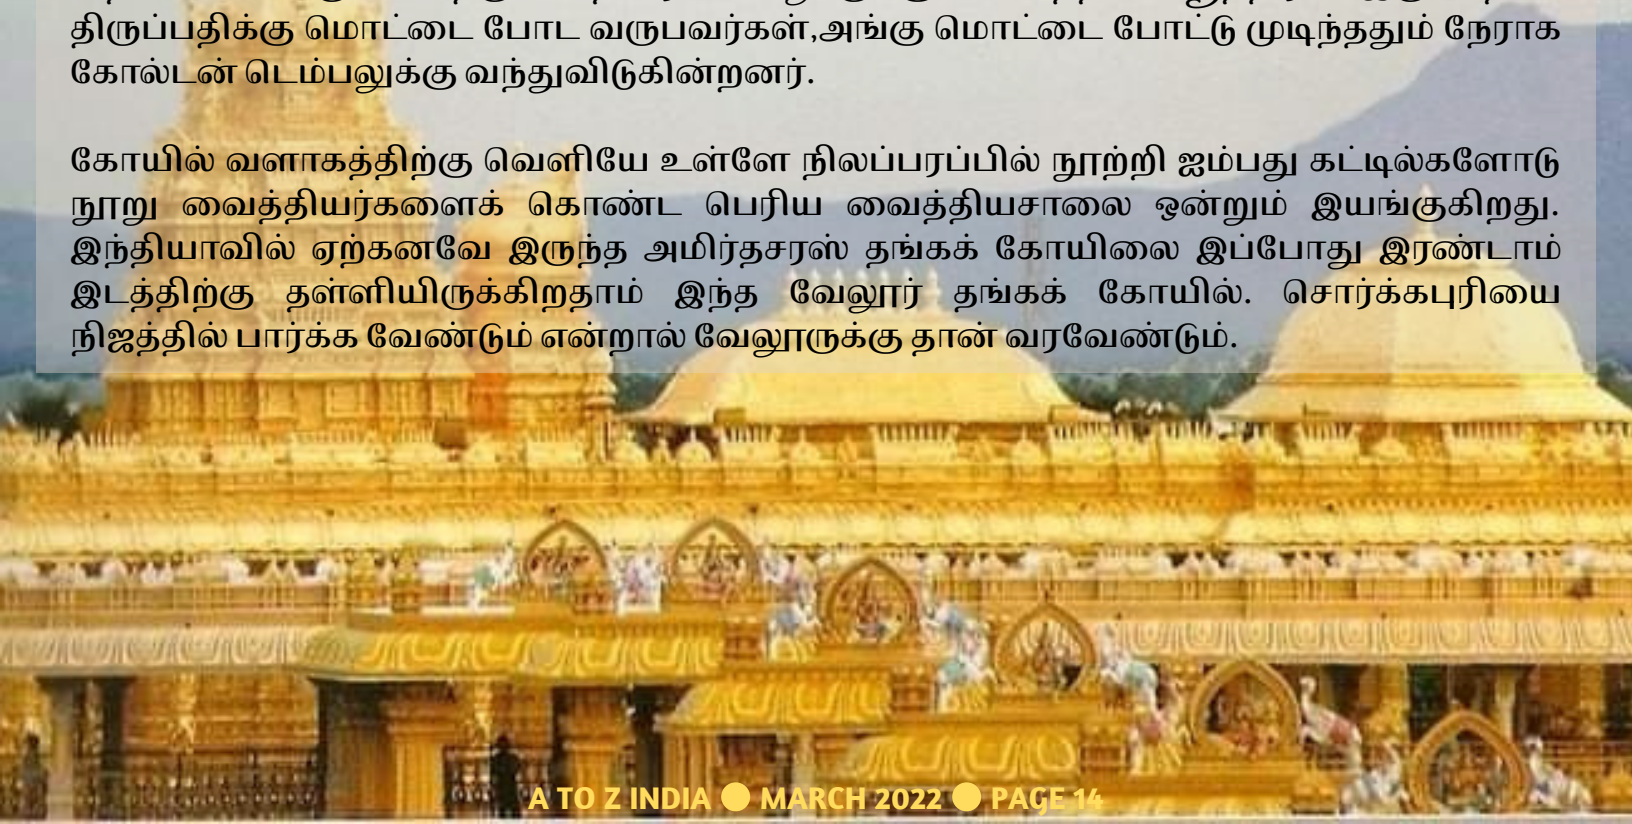 திருப்பதிக்கு மொட்டை போட வருபவர்கள்,அங்கு மொட்டை போட்டு முடிந்ததும் நேராக
கோல்டன் டெம்பலுக்கு வந்துவிடுகின்றனர்.
கோயில் வளாகத்திற்கு வெளியே உள்ளே நிலப்பரப்பில் நூற்றி ஐம்பது கட்டில்களோடு
நூறு வைத்தியர்களைக் கொண்ட பெரிய வைத்தியசாலை ஒன்றும் இயங்குகிறது.
இந்தியாவில் ஏற்கனவே இருந்த அமிர்தசரஸ் தங்கக் கோயிலை இப்போது இரண்டாம்
இடத்திற்கு தள்ளியிருக்கிறதாம் இந்த வேலூர் தங்கக் கோயில். சொர்க்கபுரியை
நிஜத்தில் பார்க்க வேண்டும் என்றால் வேலூருக்கு தான் வரவேண்டும்.
A TO Z INDIA ● MARCH 2022 ● PAGE 14